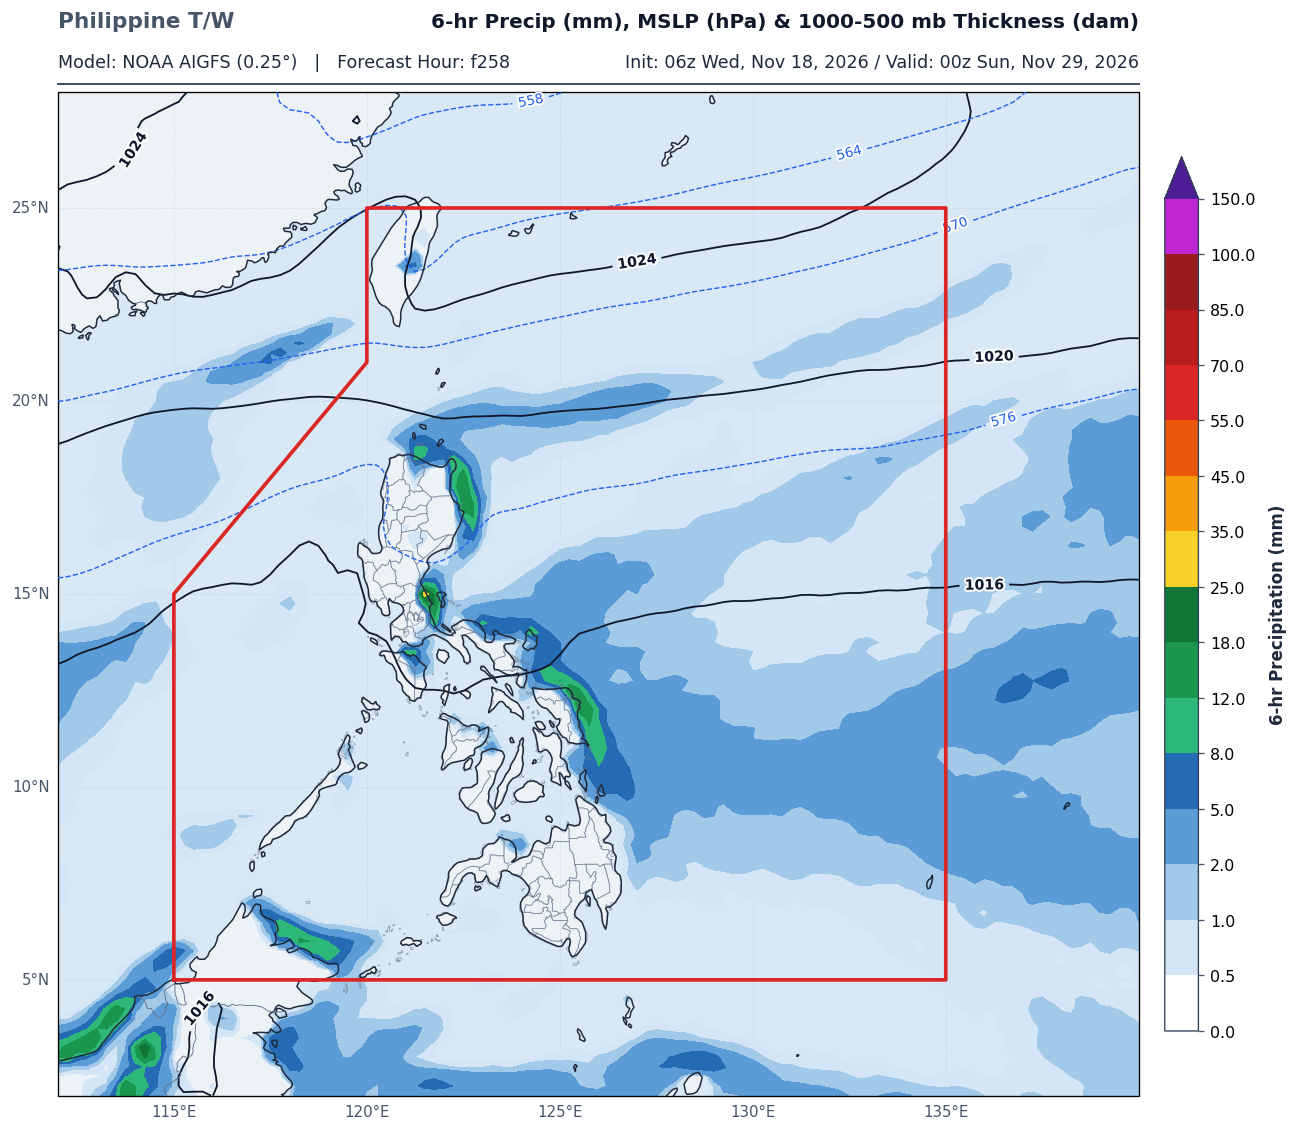 Philippine T/W
6-hr Precip (mm), MSLP (hPa) & 1000-500 mb Thickness (dam)
Model: NOAA AIGFS (0.25°)   |   Forecast Hour: f258
Init: 06z Wed, Nov 18, 2026 / Valid: 00z Sun, Nov 29, 2026
558
1024
564
570
1024
1020
576
1016
1016
25°N
20°N
15°N
10°N
5°N
115°E
120°E
125°E
130°E
135°E
150.0
100.0
85.0
70.0
55.0
45.0
35.0
25.0
18.0
12.0
8.0
5.0
2.0
1.0
0.5
0.0
6-hr Precipitation (mm)